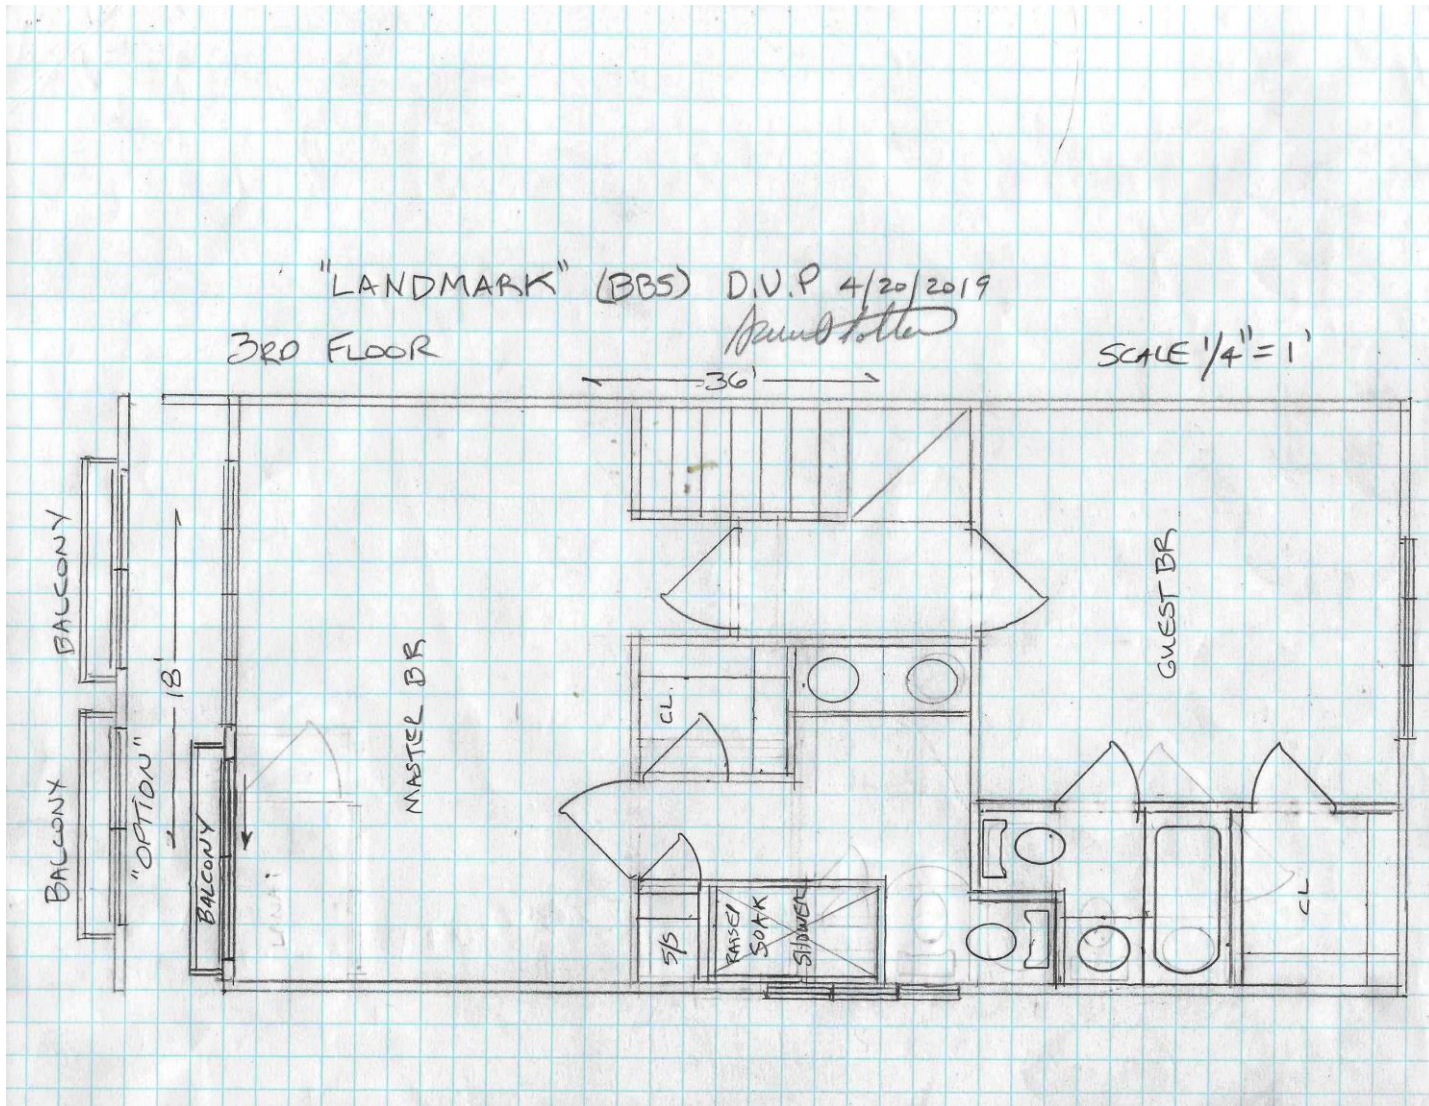 "LANDMARK" (BBS) D.V.P 4/20/2019
3RD FLOOR
SCALE 1/4" = 1'
36'
BALCONY
BALCONY
"OPTION"
18'
BALCONY
MASTER BR
CL.
S/S
RAISED
SOAK
SHOWER
GUEST BR
CL